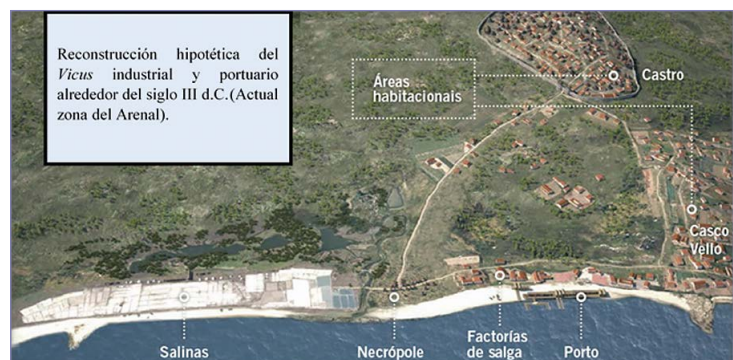 Reconstrucción hipotética del
Vicus industrial y portuario
alrededor del siglo III d.C.(Actual
zona del Arenal).
Áreas
habitacionais
Castro
Casco
Vello
Salinas
Necrópole
Factorías
de salga
Porto